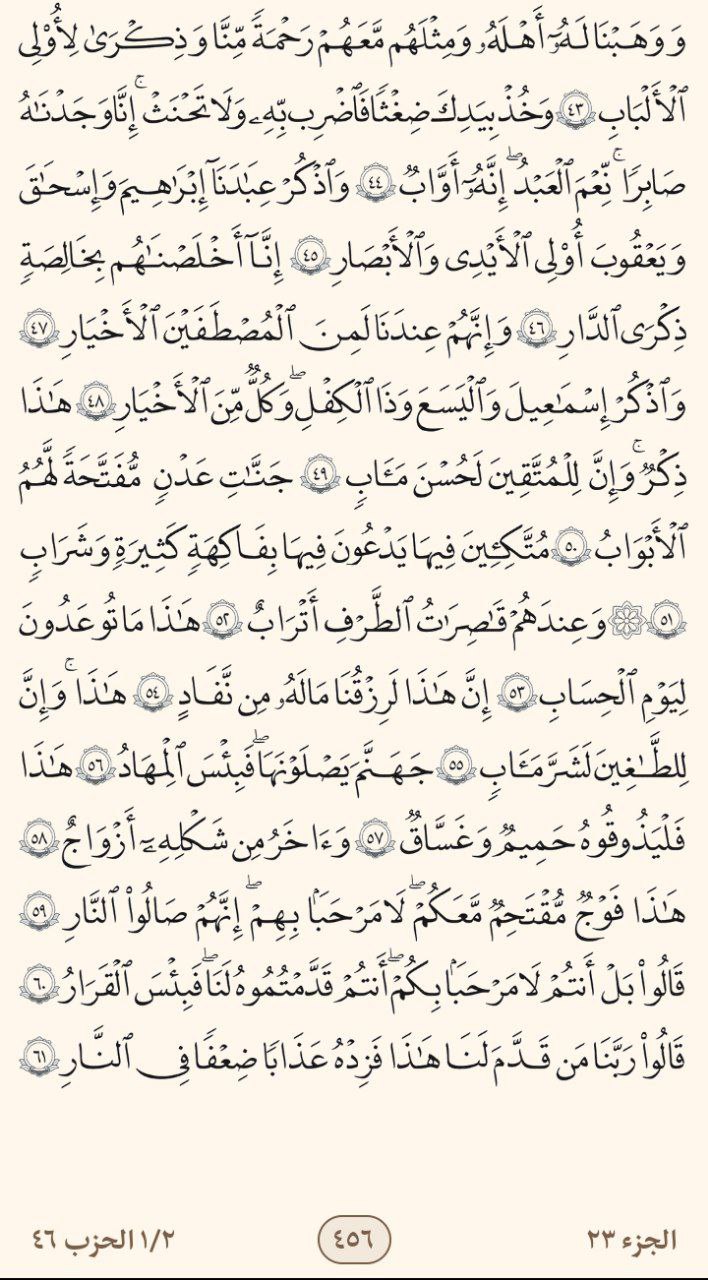 وَوَهَبۡنَا لَهُۥٓ أَهۡلَهُۥ وَمِثۡلَهُم مَّعَهُمۡ رَحۡمَةٗ مِّنَّا وَذِكۡرَىٰ لِأُوْلِي
ٱلۡأَلۡبَٰبِ ٤٣ وَخُذۡ بِيَدِكَ ضِغۡثٗا فَٱضۡرِب بِّهِۦ وَلَا تَحۡنَثۡۗ إِنَّا وَجَدۡنَٰهُ
صَابِرٗاۚ نِّعۡمَ ٱلۡعَبۡدُ إِنَّهُۥٓ أَوَّابٞ ٤٤ وَٱذۡكُرۡ عِبَٰدَنَآ إِبۡرَٰهِيمَ وَإِسۡحَٰقَ
وَيَعۡقُوبَ أُوْلِي ٱلۡأَيۡدِي وَٱلۡأَبۡصَٰرِ ٤٥ إِنَّآ أَخۡلَصۡنَٰهُم بِخَالِصَةٖ
ذِكۡرَى ٱلدَّارِ ٤٦ وَإِنَّهُمۡ عِندَنَا لَمِنَ ٱلۡمُصۡطَفَيۡنَ ٱلۡأَخۡيَارِ ٤٧
وَٱذۡكُرۡ إِسۡمَٰعِيلَ وَٱلۡيَسَعَ وَذَا ٱلۡكِفۡلِۖ وَكُلّٞ مِّنَ ٱلۡأَخۡيَارِ ٤٨ هَٰذَا
ذِكۡرٞۚ وَإِنَّ لِلۡمُتَّقِينَ لَحُسۡنَ مَـَٔابٖ ٤٩ جَنَّٰتِ عَدۡنٖ مُّفَتَّحَةٗ لَّهُمُ
ٱلۡأَبۡوَٰبُ ٥٠ مُتَّكِـِٔينَ فِيهَا يَدۡعُونَ فِيهَا بِفَٰكِهَةٖ كَثِيرَةٖ وَشَرَابٖ
٥١ ۞ وَعِندَهُمۡ قَٰصِرَٰتُ ٱلطَّرۡفِ أَتۡرَابٌ ٥٢ هَٰذَا مَا تُوعَدُونَ
لِيَوۡمِ ٱلۡحِسَابِ ٥٣ إِنَّ هَٰذَا لَرِزۡقُنَا مَا لَهُۥ مِن نَّفَادٍ ٥٤ هَٰذَاۚ وَإِنَّ
لِلطَّٰغِينَ لَشَرَّ مَـَٔابٖ ٥٥ جَهَنَّمَ يَصۡلَوۡنَهَاۖ فَبِئۡسَ ٱلۡمِهَادُ ٥٦ هَٰذَا
فَلۡيَذُوقُوهُ حَمِيمٞ وَغَسَّاقٞ ٥٧ وَءَاخَرُ مِن شَكۡلِهِۦٓ أَزۡوَٰجٌ ٥٨
هَٰذَا فَوۡجٞ مُّقۡتَحِمٞ مَّعَكُمۡۖ لَا مَرۡحَبَۢا بِهِمۡۖ إِنَّهُمۡ صَالُواْ ٱلنَّارِ ٥٩
قَالُواْ بَلۡ أَنتُمۡ لَا مَرۡحَبَۢا بِكُمۡۖ أَنتُمۡ قَدَّمۡتُمُوهُ لَنَاۖ فَبِئۡسَ ٱلۡقَرَارُ ٦٠
قَالُواْ رَبَّنَا مَن قَدَّمَ لَنَا هَٰذَا فَزِدۡهُ عَذَابٗا ضِعۡفٗا فِي ٱلنَّارِ ٦١
الجزء ٢٣ ٤٥٦ ١/٢ الحزب ٤٦